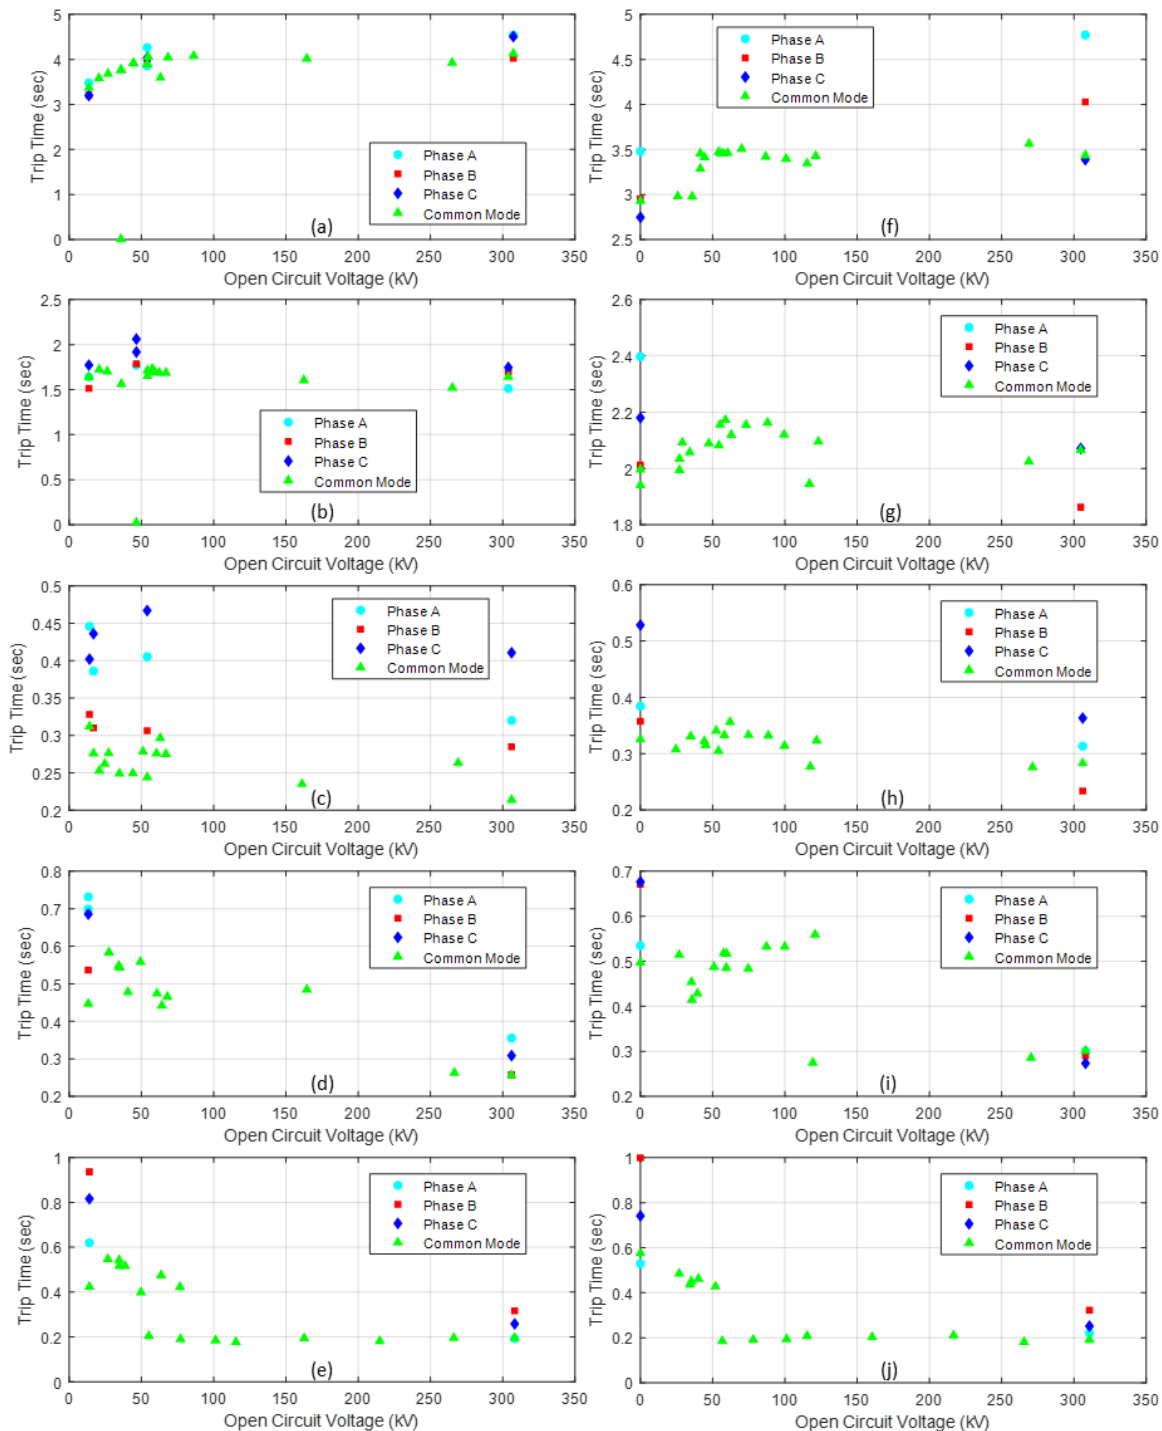 5
4
3
2
1
0
Trip Time (sec)
Phase A
Phase B
Phase C
Common Mode
(a)
0 50 100 150 200 250 300 350
Open Circuit Voltage (kV)
2.5
2
1.5
1
0.5
0
Trip Time (sec)
Phase A
Phase B
Phase C
Common Mode
(b)
0 50 100 150 200 250 300 350
Open Circuit Voltage (kV)
0.5
0.45
0.4
0.35
0.3
0.25
0.2
Trip Time (sec)
Phase A
Phase B
Phase C
Common Mode
(c)
0 50 100 150 200 250 300 350
Open Circuit Voltage (kV)
0.8
0.7
0.6
0.5
0.4
0.3
0.2
Trip Time (sec)
Phase A
Phase B
Phase C
Common Mode
(d)
0 50 100 150 200 250 300 350
Open Circuit Voltage (kV)
1
0.8
0.6
0.4
0.2
0
Trip Time (sec)
Phase A
Phase B
Phase C
Common Mode
(e)
0 50 100 150 200 250 300 350
Open Circuit Voltage (kV)
5
4.5
4
3.5
3
2.5
Trip Time (sec)
Phase A
Phase B
Phase C
Common Mode
(f)
0 50 100 150 200 250 300 350
Open Circuit Voltage (kV)
2.6
2.4
2.2
2
1.8
Trip Time (sec)
Phase A
Phase B
Phase C
Common Mode
(g)
0 50 100 150 200 250 300 350
Open Circuit Voltage (kV)
0.6
0.5
0.4
0.3
0.2
Trip Time (sec)
Phase A
Phase B
Phase C
Common Mode
(h)
0 50 100 150 200 250 300 350
Open Circuit Voltage (kV)
0.7
0.6
0.5
0.4
0.3
0.2
Trip Time (sec)
Phase A
Phase B
Phase C
Common Mode
(i)
0 50 100 150 200 250 300 350
Open Circuit Voltage (kV)
1
0.8
0.6
0.4
0.2
0
Trip Time (sec)
Phase A
Phase B
Phase C
Common Mode
(j)
0 50 100 150 200 250 300 350
Open Circuit Voltage (kV)